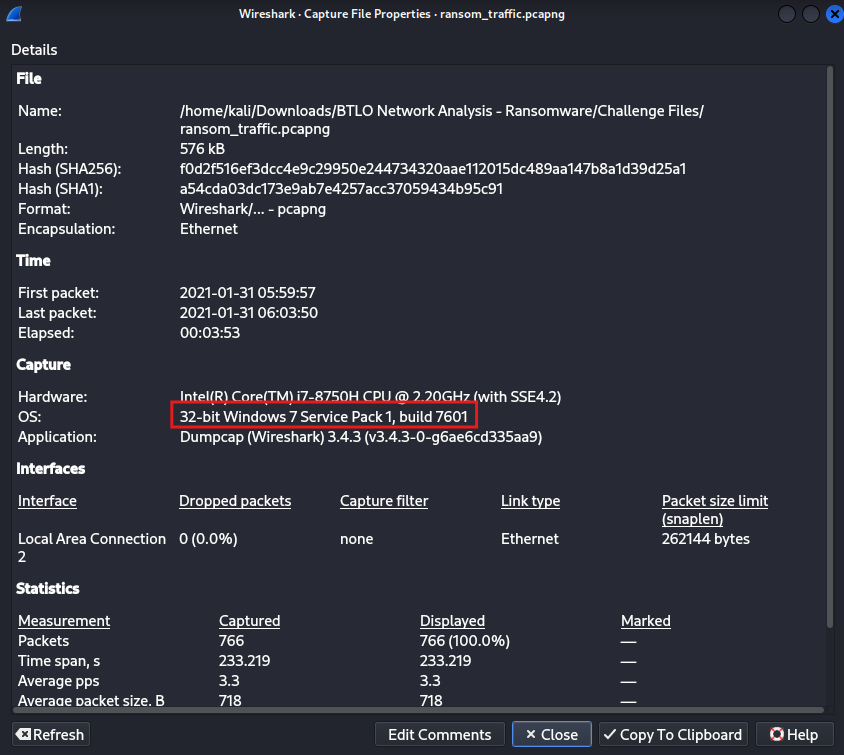 Wireshark · Capture File Properties · ransom_traffic.pcapng
Details
File
Name: /home/kali/Downloads/BTLO Network Analysis - Ransomware/Challenge Files/
ransom_traffic.pcapng
Length: 576 kB
Hash (SHA256): f0d2f516ef3dcc4e9c29950e244734320aae112015dc489aa147b8a1d39d25a1
Hash (SHA1): a54cda03dc173e9ab7e4257acc37059434b95c91
Format: Wireshark/... - pcapng
Encapsulation: Ethernet
Time
First packet: 2021-01-31 05:59:57
Last packet: 2021-01-31 06:03:50
Elapsed: 00:03:53
Capture
Hardware: Intel(R) Core(TM) i7-8750H CPU @ 2.20GHz (with SSE4.2)
OS: 32-bit Windows 7 Service Pack 1, build 7601
Application: Dumpcap (Wireshark) 3.4.3 (v3.4.3-0-g6ae6cd335aa9)
Interfaces
Interface Dropped packets Capture filter Link type Packet size limit
(snaplen)
Local Area Connection 0 (0.0%) none Ethernet 262144 bytes
2
Statistics
Measurement Captured Displayed Marked
Packets 766 766 (100.0%) —
Time span, s 233.219 233.219 —
Average pps 3.3 3.3 —
Average packet size, B 718 718 —
Refresh Edit Comments Close Copy To Clipboard Help